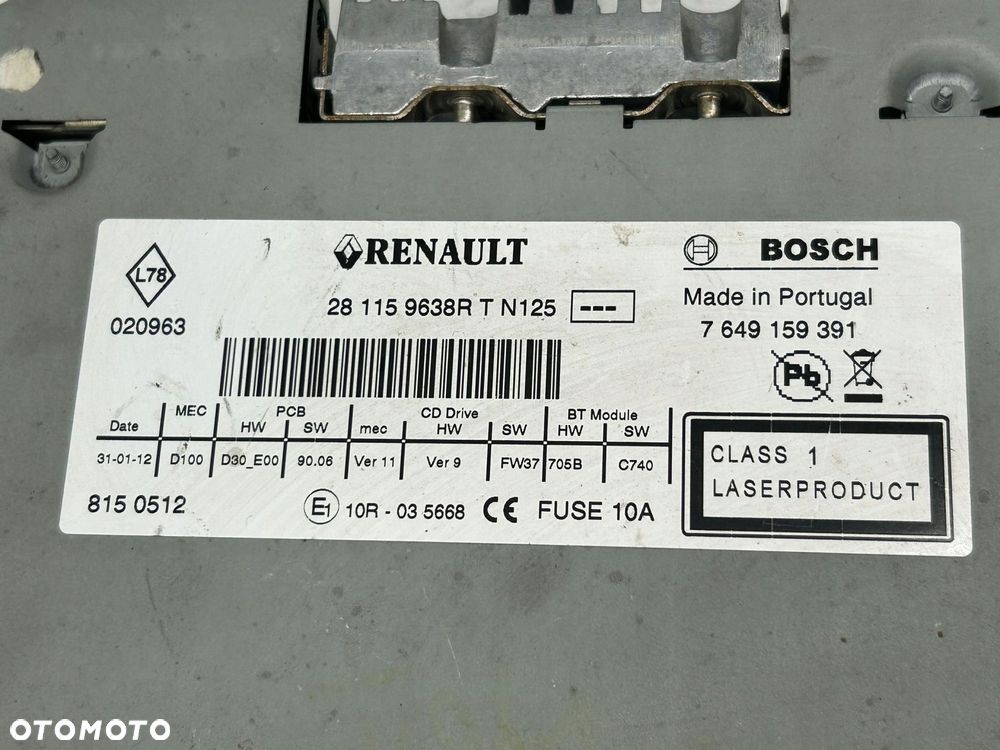 L78
020963
RENAULT
28 115 9638R T N125 ---
BOSCH
Made in Portugal
7 649 159 391
Pb
MEC PCB CD Drive BT Module
Date HW SW mec HW SW HW SW
31-01-12 D100 D30_E00 90.06 Ver 11 Ver 9 FW37 705B C740
815 0512
E1 10R - 03 5668 CE FUSE 10A
CLASS 1
LASERPRODUCT
OTOMOTO